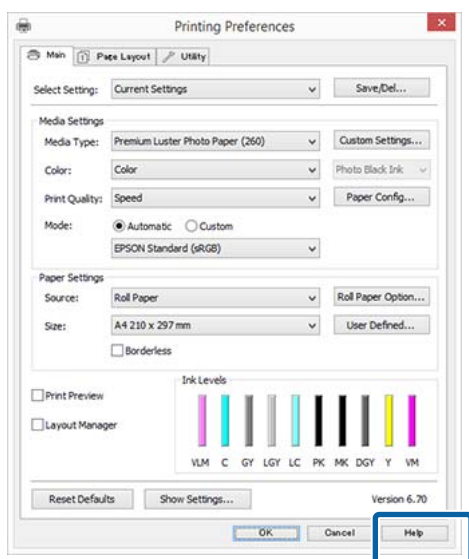 Printing Preferences
Main Page Layout Utility
Select Setting: Current Settings Save/Del...
Media Settings
Media Type: Premium Luster Photo Paper (260) Custom Settings...
Color: Color Photo Black Ink
Print Quality: Speed Paper Config...
Mode: Automatic Custom
EPSON Standard (sRGB)
Paper Settings
Source: Roll Paper Roll Paper Option...
Size: A4 210 x 297 mm User Defined...
Borderless
Ink Levels
Print Preview
Layout Manager
VLM C GY LGY LC PK MK DGY Y VM
Reset Defaults Show Settings... Version 6.70
OK Cancel Help